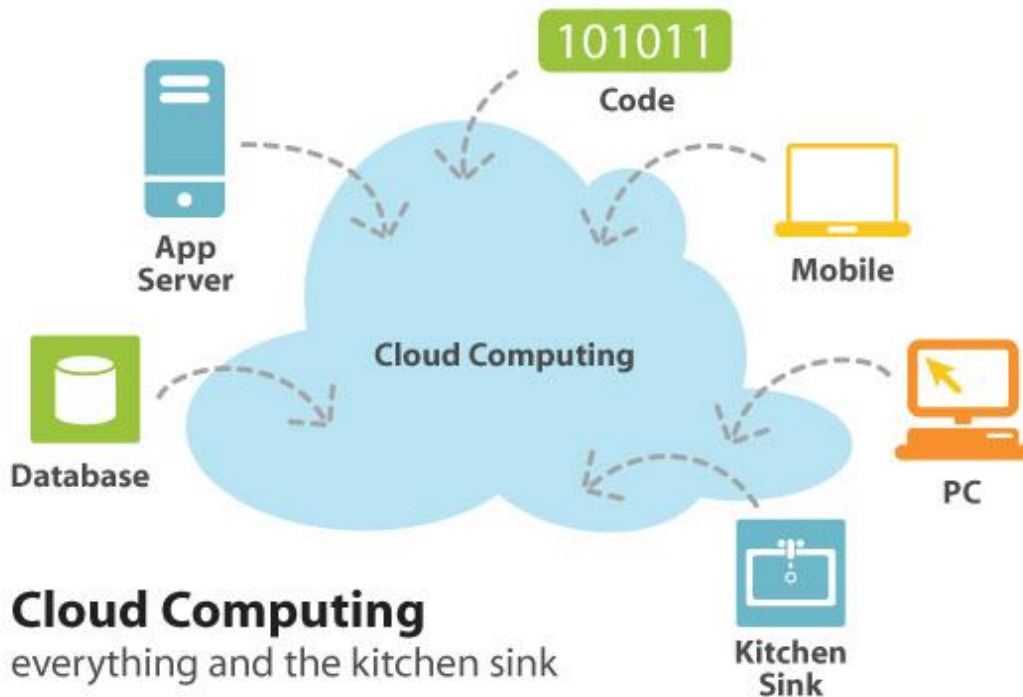 101011
Code
App
Server
Mobile
Cloud Computing
Database
PC
Kitchen
Sink
Cloud Computing
everything and the kitchen sink